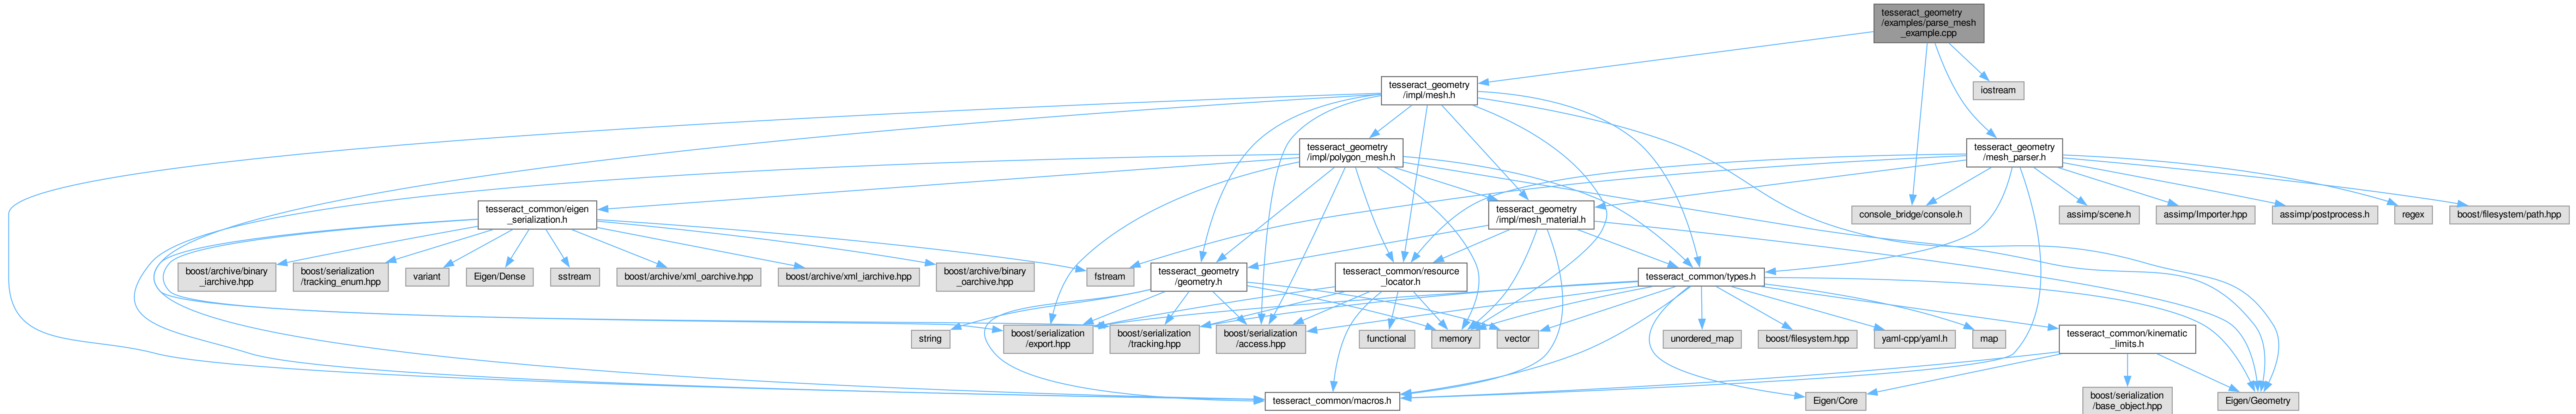 tesseract_geometry
/examples/parse_mesh
_example.cpp
tesseract_geometry
/impl/mesh.h
iostream
tesseract_geometry
/impl/polygon_mesh.h
tesseract_geometry
/mesh_parser.h
tesseract_common/eigen
_serialization.h
tesseract_geometry
/impl/mesh_material.h
console_bridge/console.h
assimp/scene.h
assimp/Importer.hpp
assimp/postprocess.h
regex
boost/filesystem/path.hpp
boost/archive/binary
_iarchive.hpp
boost/serialization
/tracking_enum.hpp
variant
Eigen/Dense
sstream
boost/archive/xml_oarchive.hpp
boost/archive/xml_iarchive.hpp
boost/archive/binary
_oarchive.hpp
fstream
tesseract_geometry
/geometry.h
tesseract_common/resource
_locator.h
tesseract_common/types.h
string
boost/serialization
/export.hpp
boost/serialization
/tracking.hpp
boost/serialization
/access.hpp
functional
memory
vector
unordered_map
boost/filesystem.hpp
yaml-cpp/yaml.h
map
tesseract_common/kinematic
_limits.h
tesseract_common/macros.h
Eigen/Core
boost/serialization
/base_object.hpp
Eigen/Geometry